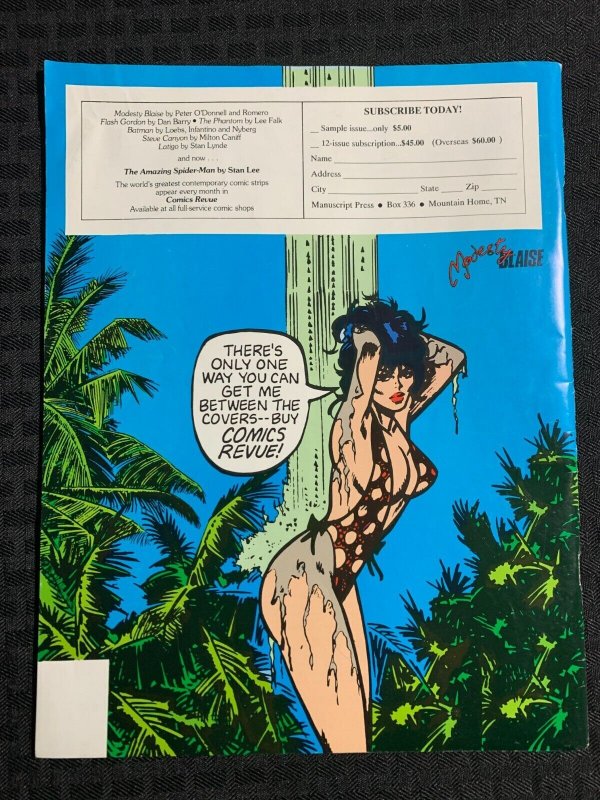 Modesty Blaise by Peter O'Donnell and Romero
Flash Gordon by Dan Barry • The Phantom by Lee Falk
Batman by Loebs, Infantino and Nyberg
Steve Canyon by Milton Caniff
Latigo by Stan Lynde
and now . . .
The Amazing Spider-Man by Stan Lee
The world's greatest contemporary comic strips
appear every month in
Comics Revue
Available at all full-service comic shops
SUBSCRIBE TODAY!
__ Sample issue...only $5.00
__ 12-issue subscription..$45.00 (Overseas $60.00 )
Name
Address
City State Zip
Manuscript Press • Box 336 • Mountain Home, TN
Modesty
BLAISE
THERE'S
ONLY ONE
WAY YOU CAN
GET ME
BETWEEN THE
COVERS--BUY
COMICS
REVUE!